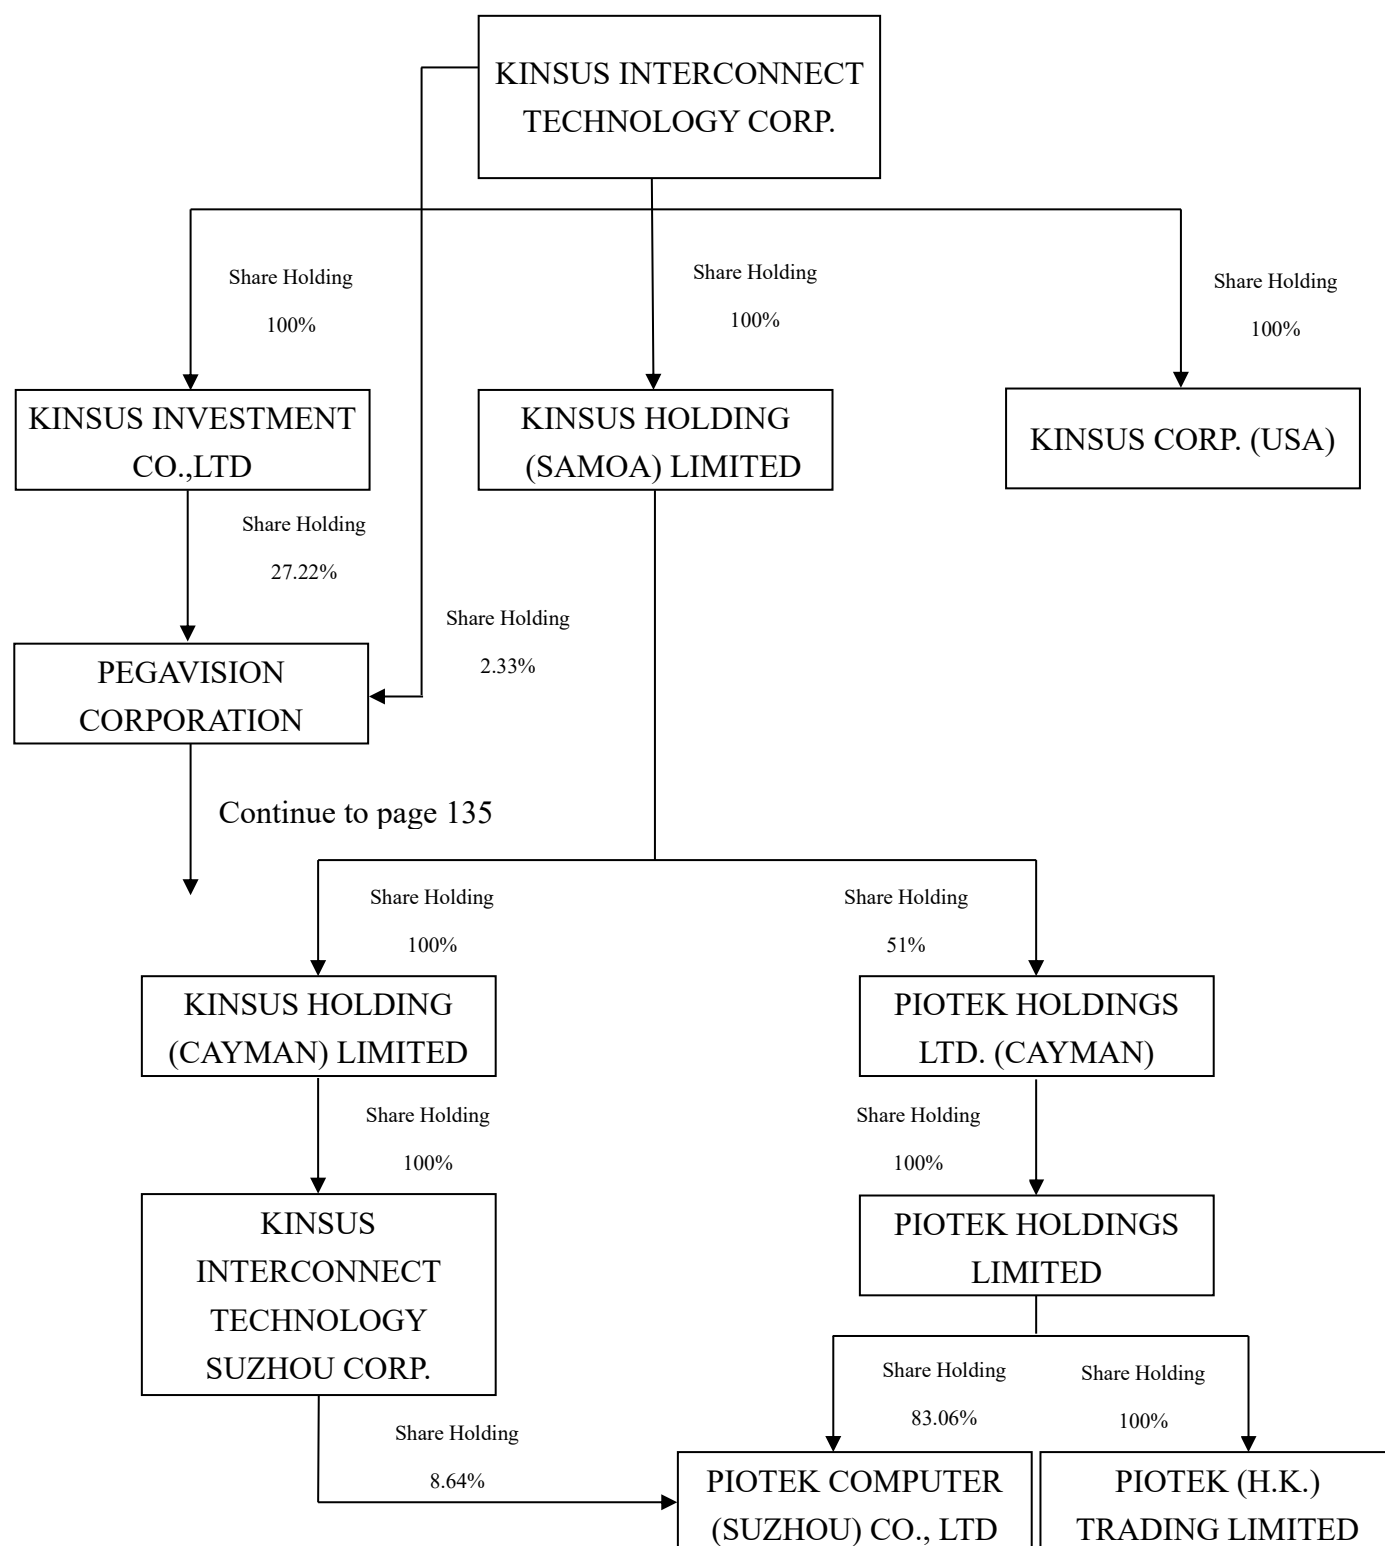 KINSUS INTERCONNECT
TECHNOLOGY CORP.
Share Holding
100%
Share Holding
100%
Share Holding
100%
KINSUS INVESTMENT
CO.,LTD
KINSUS HOLDING
(SAMOA) LIMITED
KINSUS CORP. (USA)
Share Holding
27.22%
Share Holding
2.33%
PEGAVISION
CORPORATION
Continue to page 135
Share Holding
100%
Share Holding
51%
KINSUS HOLDING
(CAYMAN) LIMITED
PIOTEK HOLDINGS
LTD. (CAYMAN)
Share Holding
100%
Share Holding
100%
KINSUS
INTERCONNECT
TECHNOLOGY
SUZHOU CORP.
PIOTEK HOLDINGS
LIMITED
Share Holding
83.06%
Share Holding
100%
Share Holding
8.64%
PIOTEK COMPUTER
(SUZHOU) CO., LTD
PIOTEK (H.K.)
TRADING LIMITED